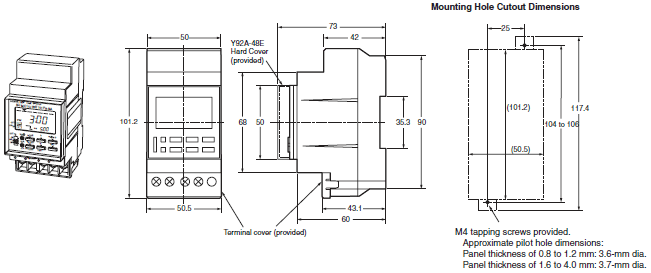 Mounting Hole Cutout Dimensions
50
73
42
25
Y92A-48E
Hard Cover
(provided)
101.2
68
50
35.3
90
(101.2)
117.4
104 to 106
(50.5)
3.00
50.5
43.1
60
Terminal cover (provided)
M4 tapping screws provided.
Approximate pilot hole dimensions:
Panel thickness of 0.8 to 1.2 mm: 3.6-mm dia.
Panel thickness of 1.6 to 4.0 mm: 3.7-mm dia.